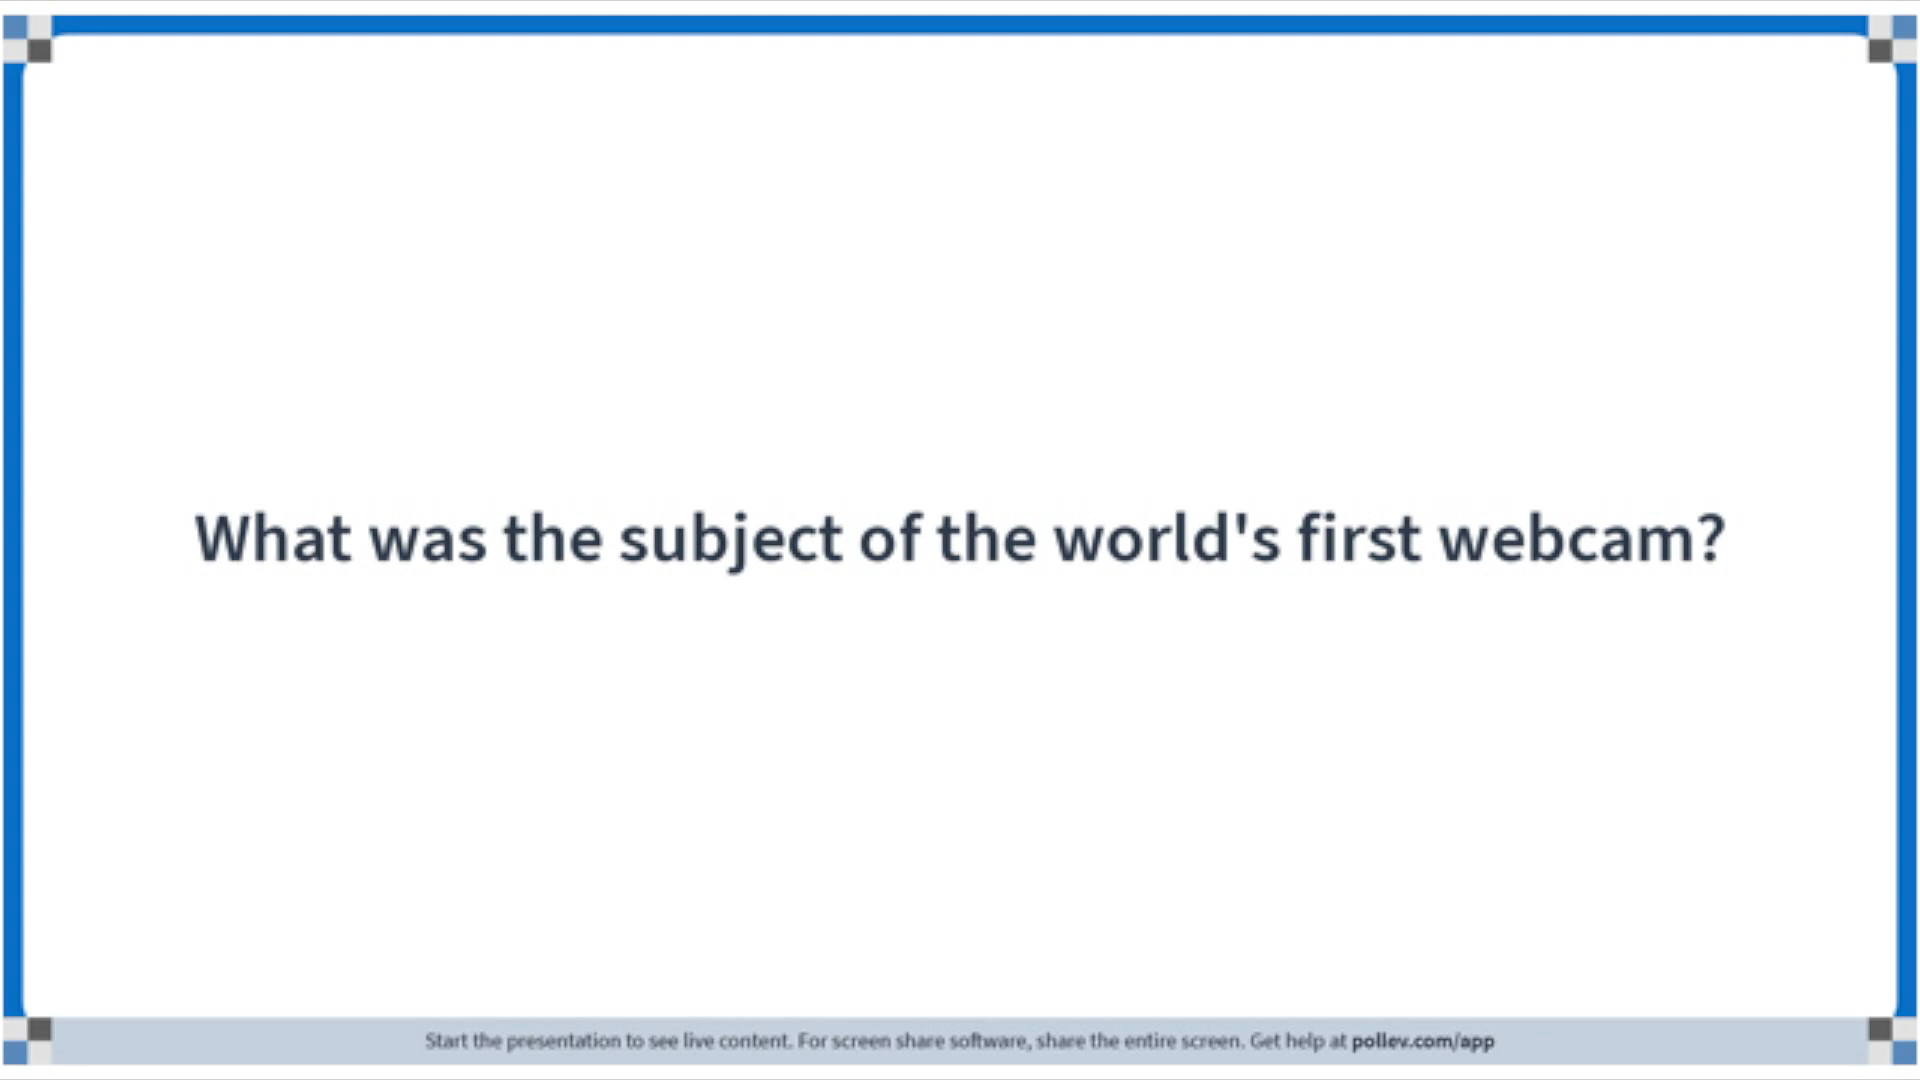 What was the subject of the world's first webcam?
Start the presentation to see live content. For screen share software, share the entire screen. Get help at pollev.com/app